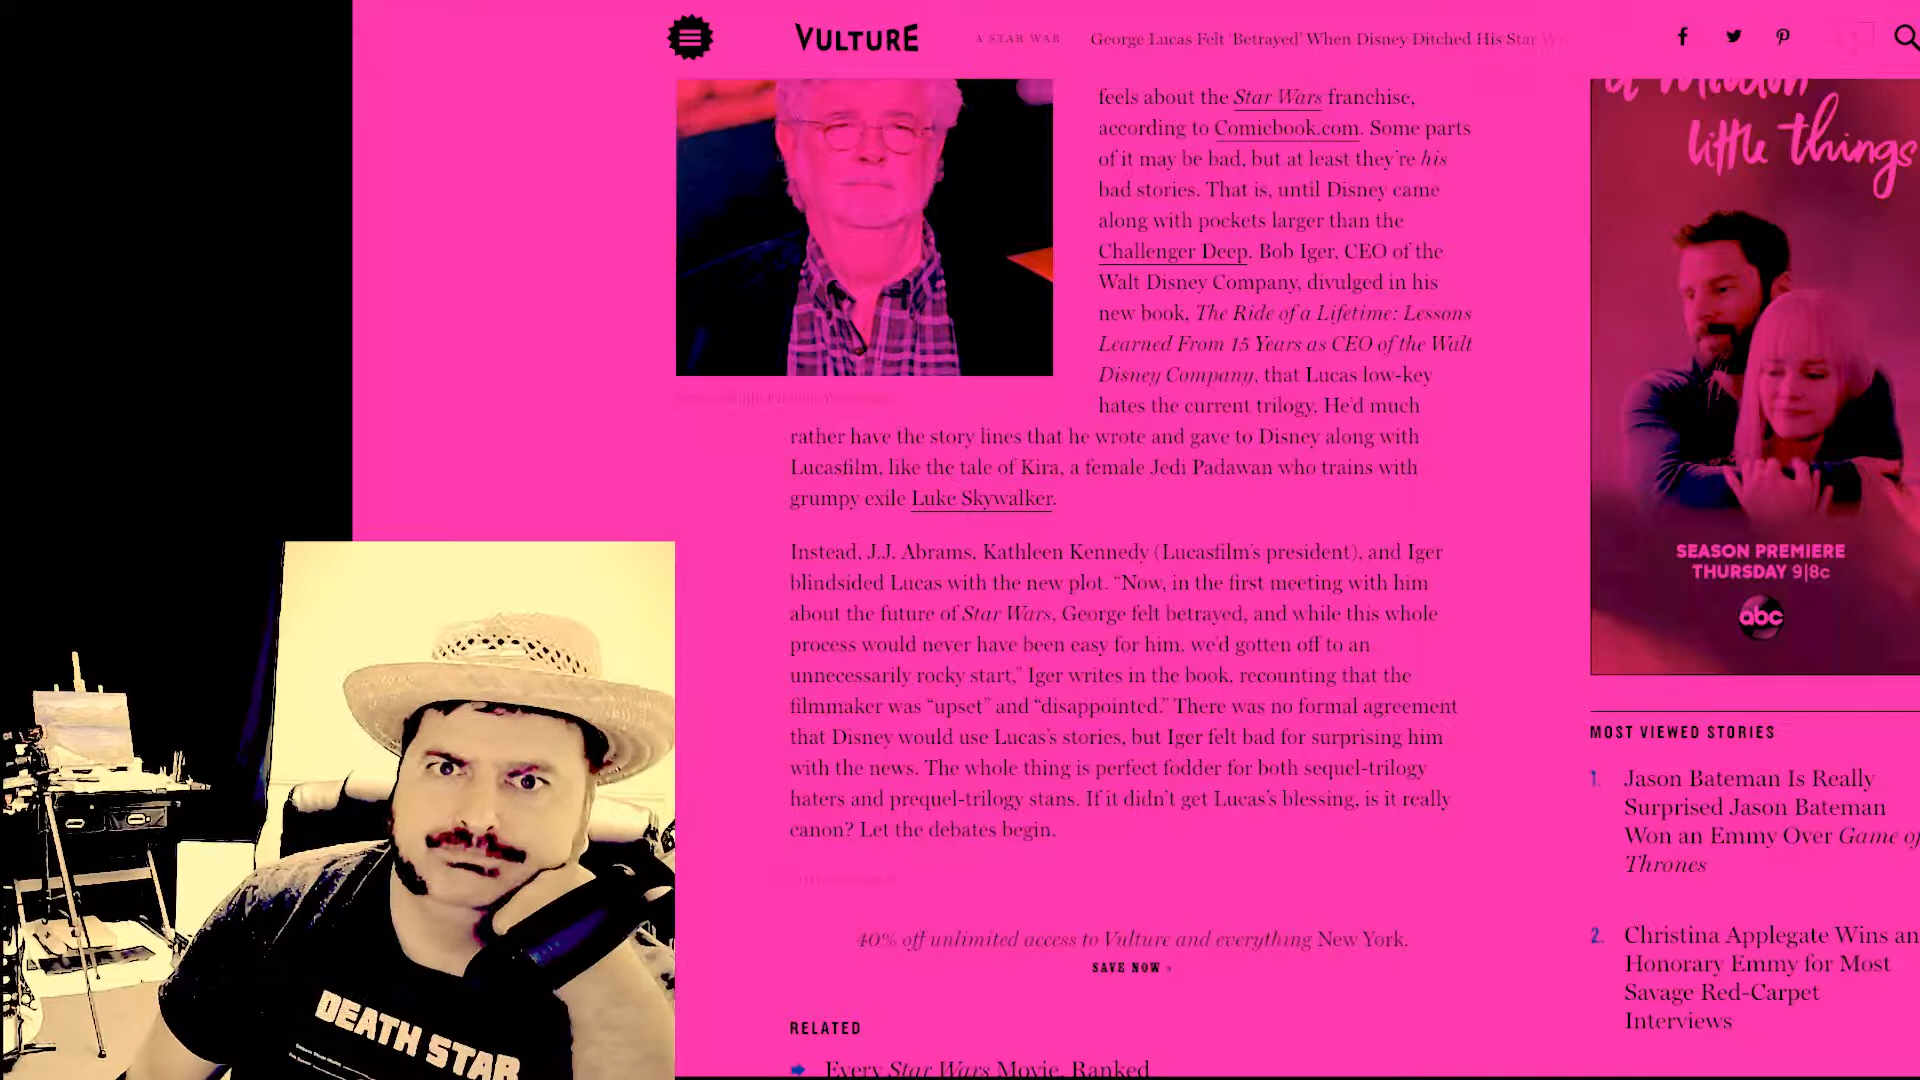 VULTURE
A STAR WAR
George Lucas Felt 'Betrayed' When Disney Ditched His Star
feels about the Star Wars franchise,
according to Comicbook.com. Some parts
of it may be bad, but at least they're his
bad stories. That is, until Disney came
along with pockets larger than the
Challenger Deep. Bob Iger, CEO of the
Walt Disney Company, divulged in his
new book, The Ride of a Lifetime: Lessons
Learned From 15 Years as CEO of the Walt
Disney Company, that Lucas low-key
hates the current trilogy. He'd much
rather have the story lines that he wrote and gave to Disney along with
Lucasfilm, like the tale of Kira, a female Jedi Padawan who trains with
grumpy exile Luke Skywalker.
Instead, J.J. Abrams, Kathleen Kennedy (Lucasfilm's president), and Iger
blindsided Lucas with the new plot. “Now, in the first meeting with him
about the future of Star Wars, George felt betrayed, and while this whole
process would never have been easy for him, we'd gotten off to an
unnecessarily rocky start,” Iger writes in the book, recounting that the
filmmaker was “upset” and “disappointed.” There was no formal agreement
that Disney would use Lucas's stories, but Iger felt bad for surprising him
with the news. The whole thing is perfect fodder for both sequel-trilogy
haters and prequel-trilogy stans. If it didn't get Lucas's blessing, is it really
canon? Let the debates begin.
40% off unlimited access to Vulture and everything New York.
SAVE NOW »
RELATED
Every Star Wars Movie, Ranked
a million
little things
SEASON PREMIERE
THURSDAY 9|8c
abc
MOST VIEWED STORIES
1. Jason Bateman Is Really
Surprised Jason Bateman
Won an Emmy Over Game of
Thrones
2. Christina Applegate Wins an
Honorary Emmy for Most
Savage Red-Carpet
Interviews
DEATH STAR